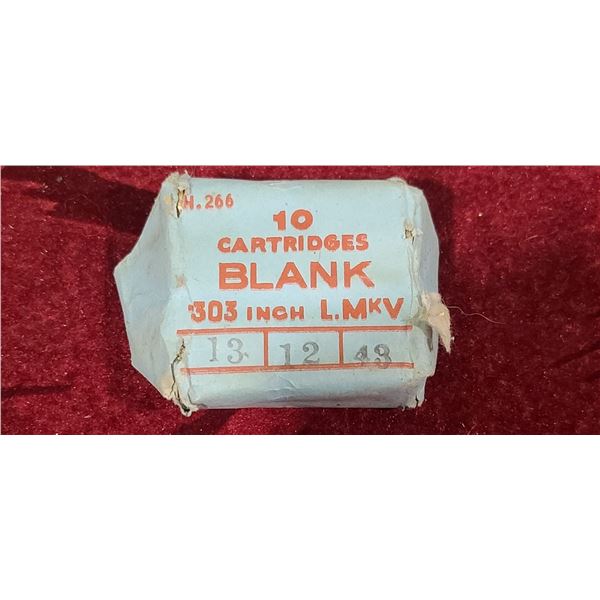 H.266
10
CARTRIDGES
BLANK
·303 INCH L.MKV
13 12 43